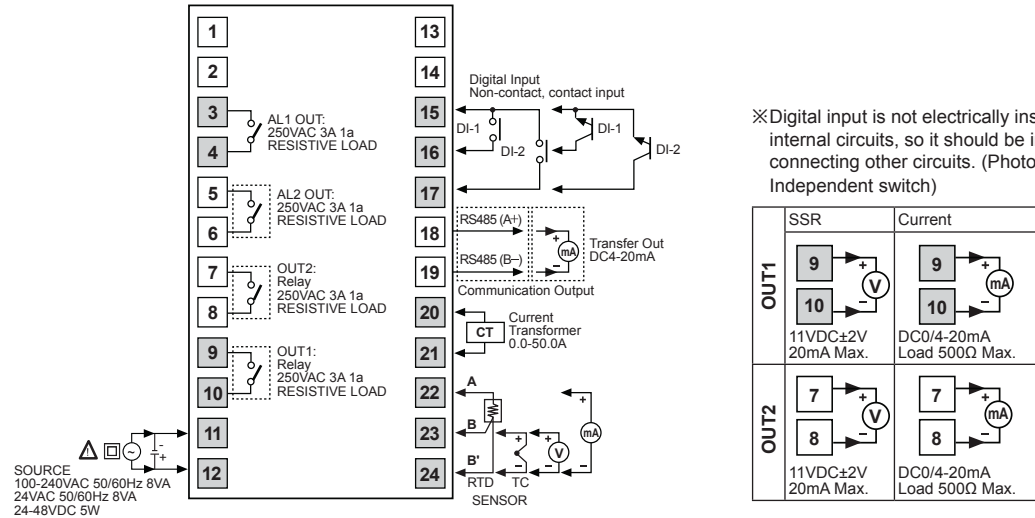 1
2
3
4
5
6
7
8
9
10
11
12
13
14
15
16
17
18
19
20
21
22
23
24
AL1 OUT:
250VAC 3A 1a
RESISTIVE LOAD
AL2 OUT:
250VAC 3A 1a
RESISTIVE LOAD
OUT2:
Relay
250VAC 3A 1a
RESISTIVE LOAD
OUT1:
Relay
250VAC 3A 1a
RESISTIVE LOAD
SOURCE
100-240VAC 50/60Hz 8VA
24VAC 50/60Hz 8VA
24-48VDC 5W
Digital Input
Non-contact, contact input
DI-1
DI-2
DI-1
DI-2
RS485 (A+)
RS485 (B−)
mA
Transfer Out
DC4-20mA
Communication Output
CT
Current
Transformer
0.0-50.0A
A
B
B'
RTD
TC
V
mA
SENSOR
※Digital input is not electrically ins
internal circuits, so it should be i
connecting other circuits. (Photo
Independent switch)
SSR
Current
OUT1
9
10
V
11VDC±2V
20mA Max.
9
10
mA
DC0/4-20mA
Load 500Ω Max.
OUT2
7
8
V
11VDC±2V
20mA Max.
7
8
mA
DC0/4-20mA
Load 500Ω Max.